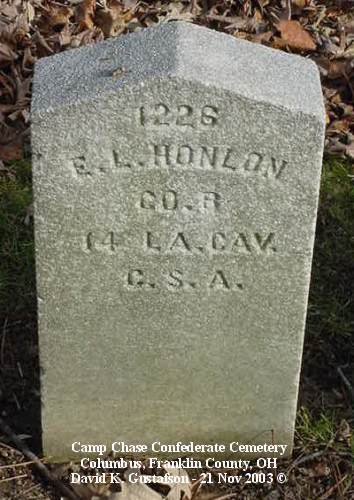 1226
E. L. HONLON
CO. R
14 LA. CAV.
C. S. A.
Camp Chase Confederate Cemetery
Columbus, Franklin County, OH
David K. Gustafson - 21 Nov 2003 ©